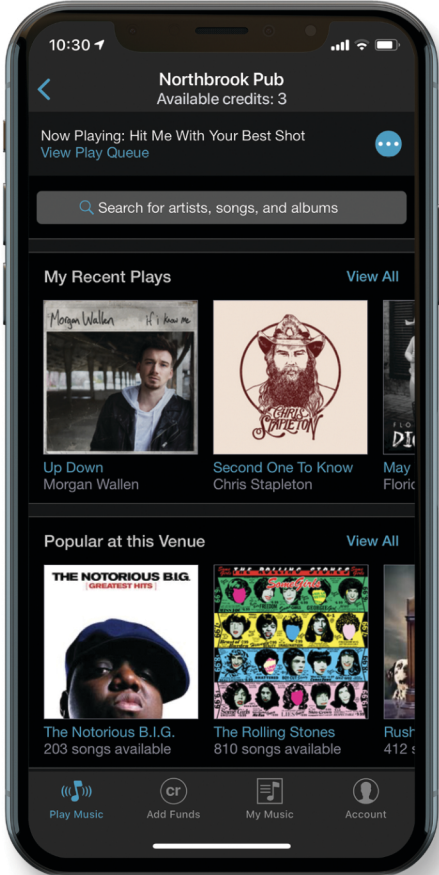 10:30
Northbrook Pub
Available credits: 3
Now Playing: Hit Me With Your Best Shot
View Play Queue
Search for artists, songs, and albums
My Recent Plays
View All
Morgan Wallen
If i Know me
CHRIS
STAPLETON
Up Down
Morgan Wallen
Second One To Know
Chris Stapleton
May
Popular at this Venue
View All
THE NOTORIOUS B.I.G.
[GREATEST HITS]
THE ROLLING STONES
Some Girls
The Notorious B.I.G.
203 songs available
The Rolling Stones
810 songs available
Rush
412 s
cr
Play Music
Add Funds
My Music
Account